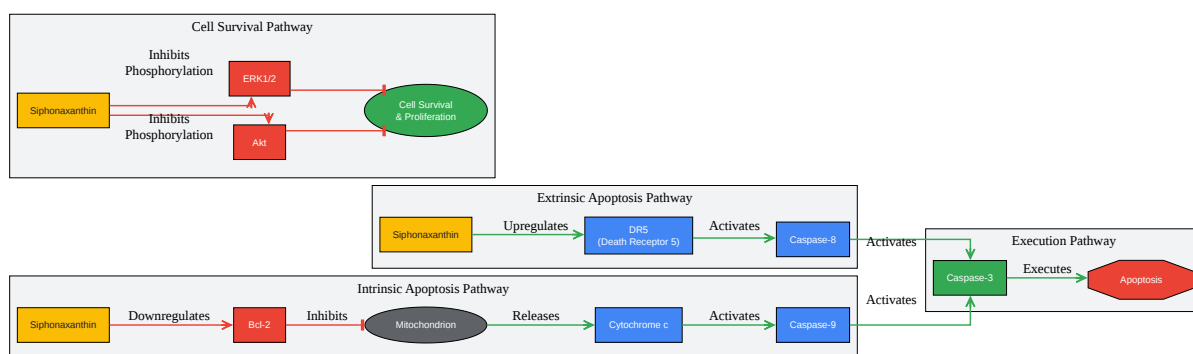 Cell Survival Pathway
Inhibits
Phosphorylation
ERK1/2
Siphonaxanthin
Cell Survival
& Proliferation
Inhibits
Phosphorylation
Akt
Extrinsic Apoptosis Pathway
Siphonaxanthin
Upregulates
DR5
(Death Receptor 5)
Activates
Caspase-8
Activates
Execution Pathway
Caspase-3
Executes
Apoptosis
Intrinsic Apoptosis Pathway
Siphonaxanthin
Downregulates
Bcl-2
Inhibits
Mitochondrion
Releases
Cytochrome c
Activates
Caspase-9
Activates